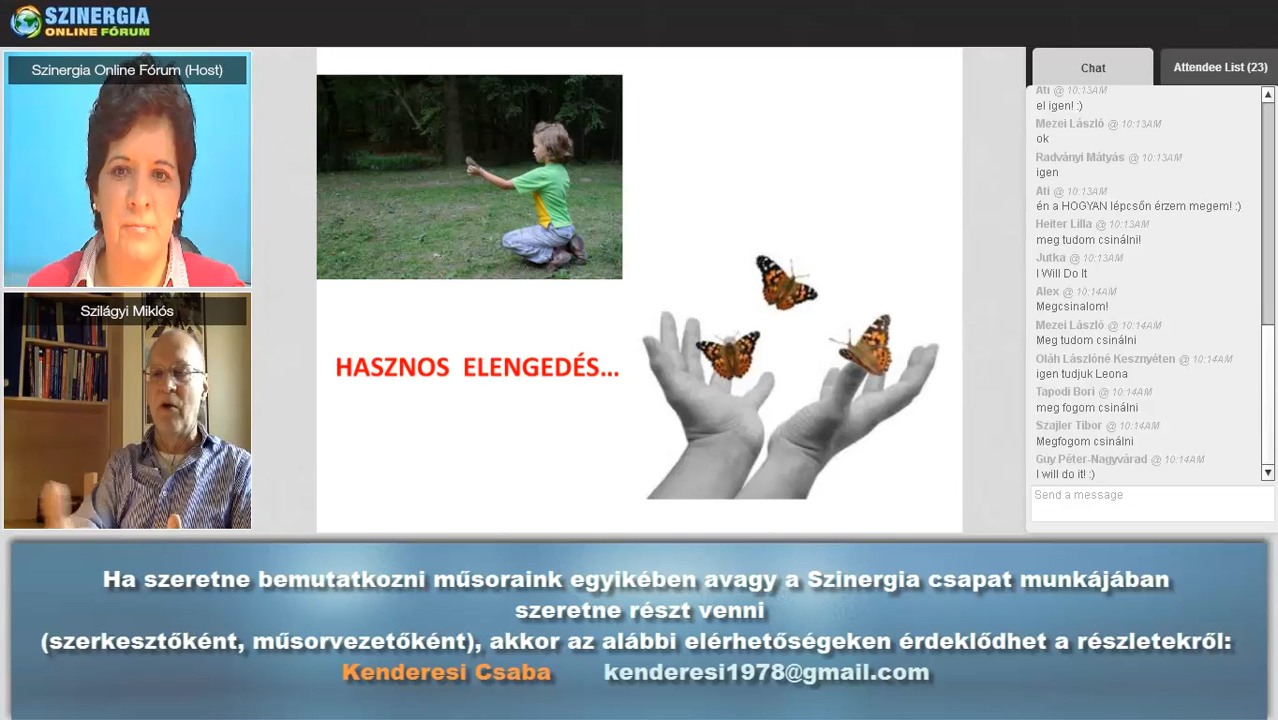 SZINERGIA
ONLINE FÓRUM
Szinergia Online Fórum (Host)
Szilágyi Miklós
HASZNOS ELENGEDÉS...
Chat
Attendee List (23)
Ati @ 10:13AM
el igen! :)
Mezei László @ 10:13AM
ok
Radványi Mátyás @ 10:13AM
igen
Ati @ 10:13AM
én a HOGYAN lépcsőn érzem megem! :)
Heiter Lilla @ 10:13AM
meg tudom csinálni!
Jutka @ 10:13AM
I Will Do It
Alex @ 10:14AM
Megcsinalom!
Mezei László @ 10:14AM
Meg tudom csinálni
Oláh Lászlóné Kesznyéten @ 10:14AM
igen tudjuk Leona
Tapodi Bori @ 10:14AM
meg fogom csinálni
Szajler Tibor @ 10:14AM
Megfogom csinálni
Guy Péter-Nagyvárad @ 10:14AM
I will do it! :)
Send a message
Ha szeretne bemutatkozni műsoraink egyikében avagy a Szinergia csapat munkájában
szeretne részt venni
(szerkesztőként, műsorvezetőként), akkor az alábbi elérhetőségeken érdeklődhet a részletekről:
Kenderesi Csaba kenderesi1978@gmail.com